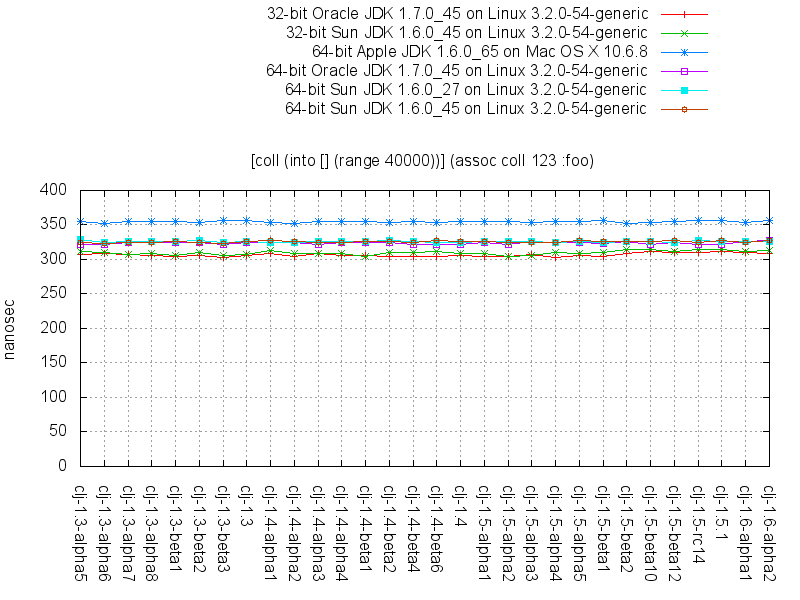 32-bit Oracle JDK 1.7.0_45 on Linux 3.2.0-54-generic
32-bit Sun JDK 1.6.0_45 on Linux 3.2.0-54-generic
64-bit Apple JDK 1.6.0_65 on Mac OS X 10.6.8
64-bit Oracle JDK 1.7.0_45 on Linux 3.2.0-54-generic
64-bit Sun JDK 1.6.0_27 on Linux 3.2.0-54-generic
64-bit Sun JDK 1.6.0_45 on Linux 3.2.0-54-generic
[coll (into [] (range 40000))] (assoc coll 123 :foo)
400
350
300
250
200
150
100
50
0
nanosec
clj-1.3-alpha5
clj-1.3-alpha6
clj-1.3-alpha7
clj-1.3-alpha8
clj-1.3-beta1
clj-1.3-beta2
clj-1.3-beta3
clj-1.3
clj-1.4-alpha1
clj-1.4-alpha2
clj-1.4-alpha3
clj-1.4-alpha4
clj-1.4-beta1
clj-1.4-beta2
clj-1.4-beta4
clj-1.4-beta6
clj-1.4
clj-1.5-alpha1
clj-1.5-alpha2
clj-1.5-alpha3
clj-1.5-alpha4
clj-1.5-alpha5
clj-1.5-beta1
clj-1.5-beta2
clj-1.5-beta10
clj-1.5-beta12
clj-1.5-rc14
clj-1.5.1
clj-1.6-alpha1
clj-1.6-alpha2